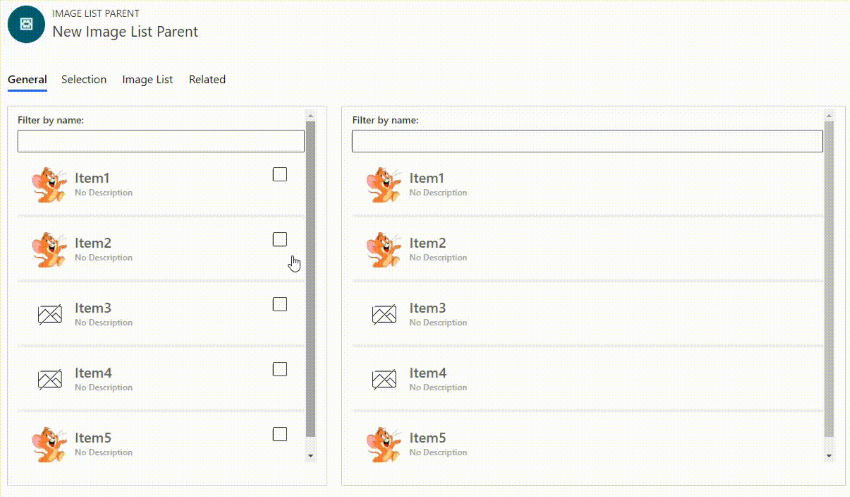 IMAGE LIST PARENT
New Image List Parent
General Selection Image List Related
Filter by name:
Item1
No Description
Item2
No Description
Item3
No Description
Item4
No Description
Item5
No Description
Filter by name:
Item1
No Description
Item2
No Description
Item3
No Description
Item4
No Description
Item5
No Description